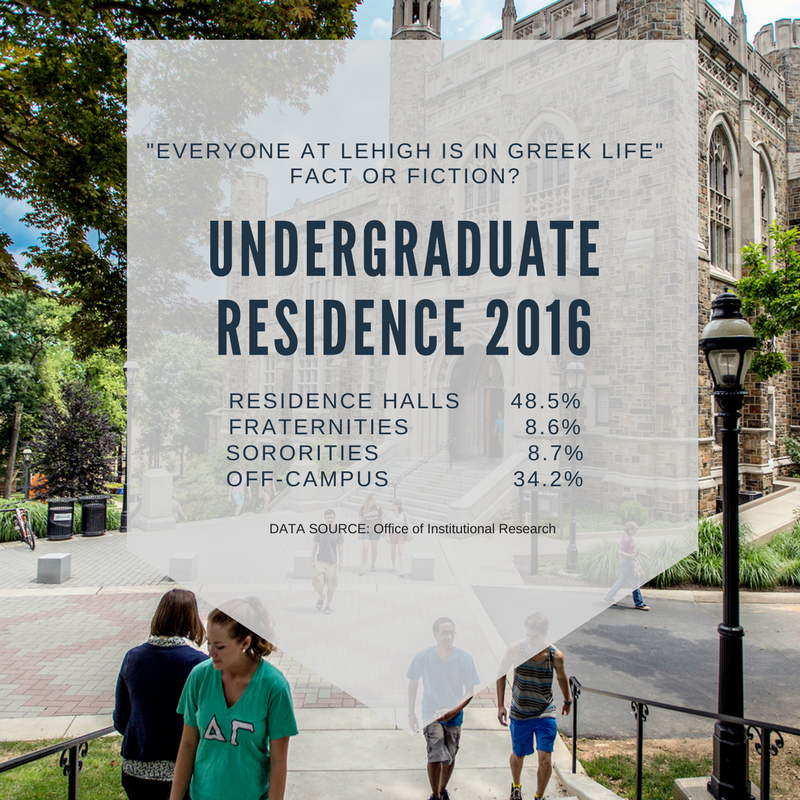 "EVERYONE AT LEHIGH IS IN GREEK LIFE"
FACT OR FICTION?
UNDERGRADUATE
RESIDENCE 2016
RESIDENCE HALLS 48.5%
FRATERNITIES 8.6%
SORORITIES 8.7%
OFF-CAMPUS 34.2%
DATA SOURCE: Office of Institutional Research
ΔΓ